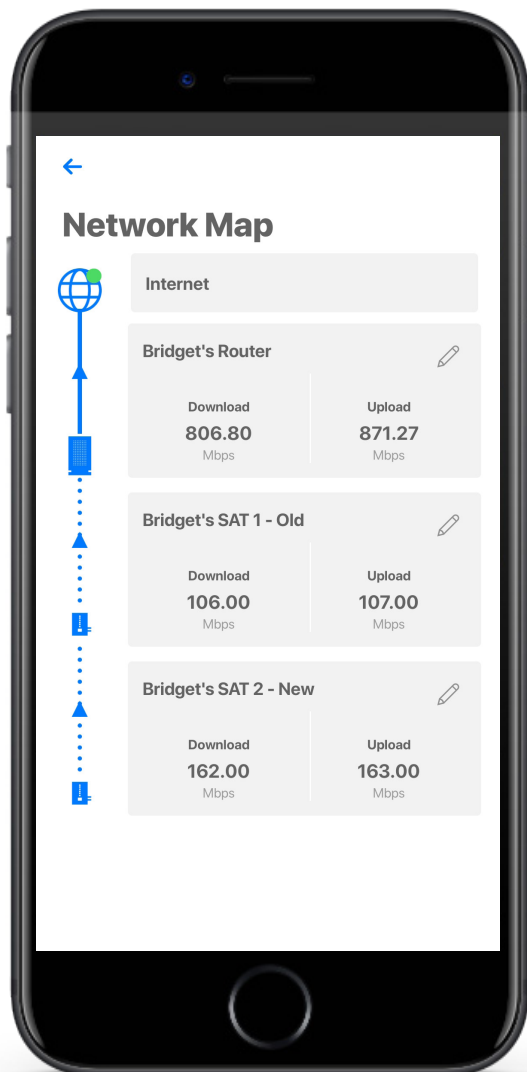 Network Map
Internet
Bridget's Router
Download Upload
806.80 871.27
Mbps Mbps
Bridget's SAT 1 - Old
Download Upload
106.00 107.00
Mbps Mbps
Bridget's SAT 2 - New
Download Upload
162.00 163.00
Mbps Mbps